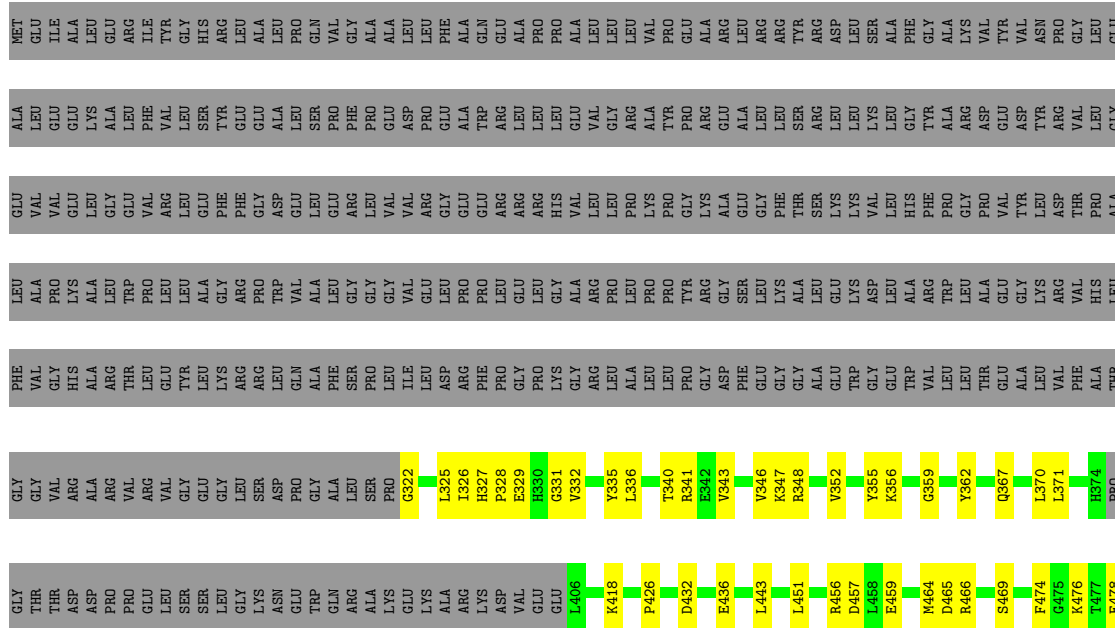 MET GLU ILE ALA LEU GLU ARG ILE TYR GLY HIS ARG LEU ALA LEU PRO GLN VAL GLY ALA ALA LEU LEU PHE ALA GLN GLU ALA PRO PRO ALA LEU LEU LEU VAL PRO GLU ALA ARG LEU ARG ARG TYR ARG ASP LEU SER ALA PHE GLY ALA LYS VAL TYR VAL ASN PRO GLY LEU GLU
ALA LEU GLU GLU LYS ALA LEU PHE VAL LEU SER TYR GLU GLU ALA LEU SER PRO PHE PRO GLU ASP PRO GLU ALA TRP ARG LEU LEU LEU GLU VAL GLY ARG ALA TYR PRO ARG GLU ALA LEU LEU SER ARG LEU LEU LYS LEU GLY TYR ALA ARG ASP GLU ASP TYR ARG VAL LEU GLY
GLU VAL VAL GLU LEU GLY GLU VAL ARG LEU GLU PHE PHE GLY ASP GLU LEU GLU ARG LEU VAL VAL ARG GLY GLU GLU ARG ARG ARG HIS VAL LEU LEU PRO LYS PRO GLY LYS ALA GLU GLY PHE THR SER LYS LYS VAL LEU HIS PHE PRO GLY PRO VAL TYR LEU ASP THR PRO ALA
LEU ALA PRO LYS ALA LEU TRP PRO LEU LEU ALA GLY ARG PRO TRP VAL ALA LEU GLY GLY GLY VAL GLU LEU PRO PRO LEU GLU LEU GLY ALA ARG PRO LEU PRO PRO TYR ARG GLY SER LEU LYS ALA LEU GLU LYS ASP LEU ALA ARG TRP LEU ALA GLU GLY LYS ARG VAL HIS LEU
PHE VAL GLY HIS ALA ARG THR LEU GLU TYR LEU LYS ARG ARG LEU GLN ALA PHE SER PRO LEU ILE LEU ASP ARG PHE PRO GLY PRO LYS GLY ARG LEU ALA LEU LEU PRO GLY ASP PHE GLU GLY GLY ALA GLU TRP GLY GLU TRP VAL LEU LEU THR GLU ALA LEU VAL PHE ALA THR
GLY GLY VAL ARG ALA ARG VAL ARG VAL GLY GLU GLY LEU SER ASP PRO GLY ALA LEU SER PRO G322 L325 I326 H327 P328 E329 H330 G331 V332 Y335 L336 T340 R341 E342 V343 V346 K347 R348 V352 Y355 K356 G359 Y362 Q367 L370 L371 H374 PRO
GLY THR THR ASP ASP PRO PRO GLU LEU SER SER LEU GLY LYS ASN GLU TRP GLN ARG ALA LYS GLU LYS ALA ARG LYS ASP VAL GLU GLU L406 K418 P426 D432 E436 L443 L451 R456 D457 L458 E459 M464 D465 R466 S469 F474 G475 K476 T477 E478